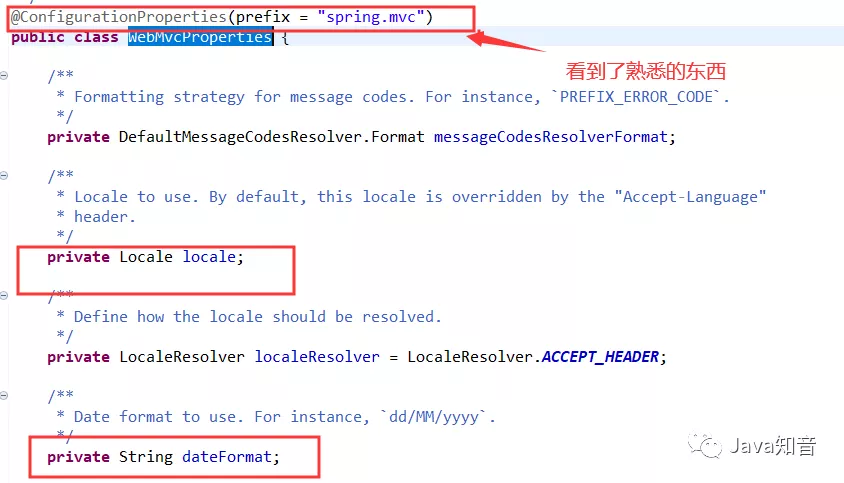 @ConfigurationProperties(prefix = "spring.mvc")
public class WebMvcProperties {
看到了熟悉的东西
/**
* Formatting strategy for message codes. For instance, `PREFIX_ERROR_CODE`.
*/
private DefaultMessageCodesResolver.Format messageCodesResolverFormat;
/**
* Locale to use. By default, this locale is overridden by the "Accept-Language"
* header.
*/
private Locale locale;
/**
* Define how the locale should be resolved.
*/
private LocaleResolver localeResolver = LocaleResolver.ACCEPT_HEADER;
/**
* Date format to use. For instance, `dd/MM/yyyy`.
*/
private String dateFormat;
Java知音